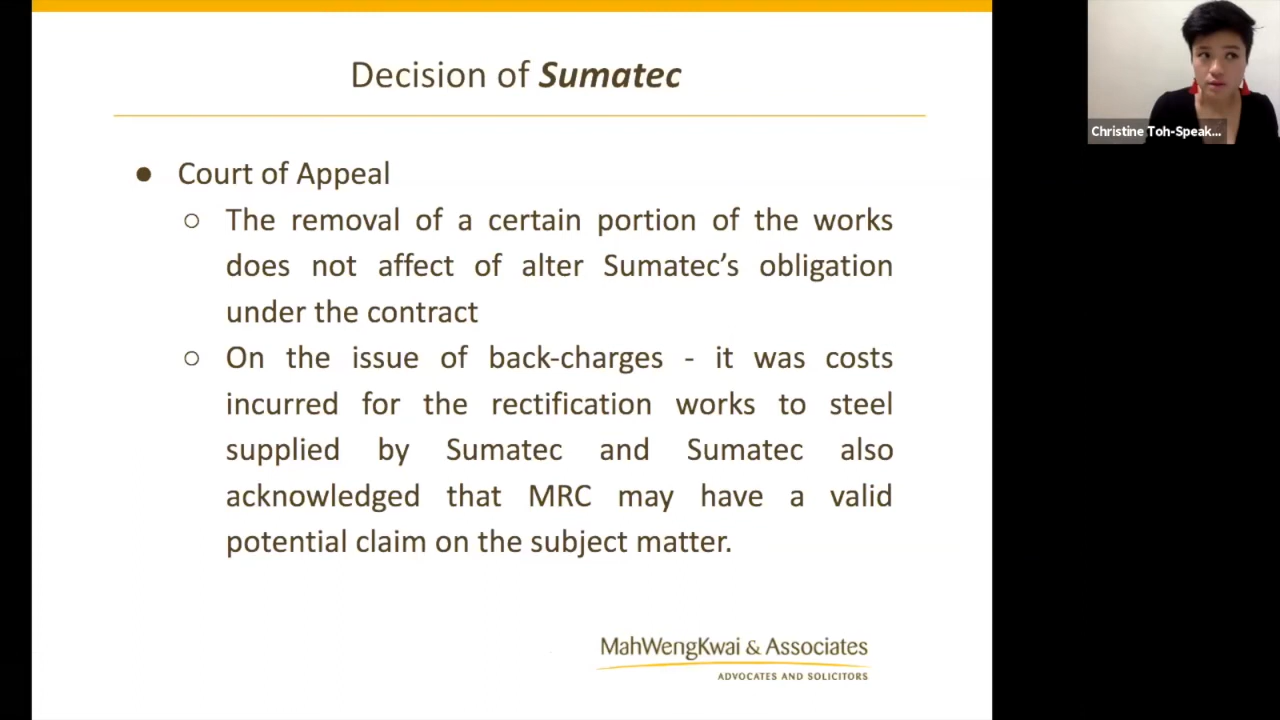 Decision of Sumatec
● Court of Appeal
○ The removal of a certain portion of the works
does not affect of alter Sumatec’s obligation
under the contract
○ On the issue of back-charges - it was costs
incurred for the rectification works to steel
supplied by Sumatec and Sumatec also
acknowledged that MRC may have a valid
potential claim on the subject matter.
MahWengKwai & Associates
ADVOCATES AND SOLICITORS
Christine Toh-Speak...